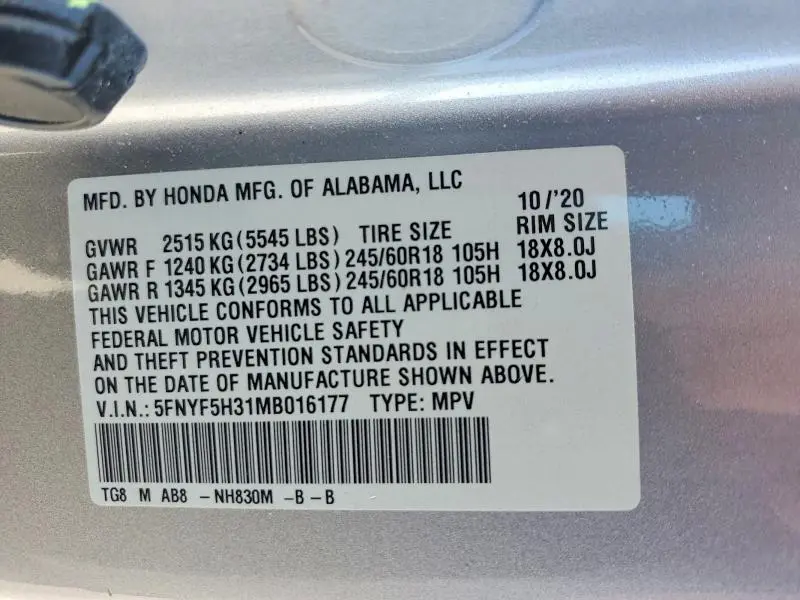 MFD. BY HONDA MFG. OF ALABAMA, LLC 10/'20
GVWR 2515 KG (5545 LBS) TIRE SIZE RIM SIZE
GAWR F 1240 KG (2734 LBS) 245/60R18 105H 18X8.0J
GAWR R 1345 KG (2965 LBS) 245/60R18 105H 18X8.0J
THIS VEHICLE CONFORMS TO ALL APPLICABLE
FEDERAL MOTOR VEHICLE SAFETY
AND THEFT PREVENTION STANDARDS IN EFFECT
ON THE DATE OF MANUFACTURE SHOWN ABOVE.
V.I.N.: 5FNYF5H31MB016177 TYPE: MPV
TG8 M AB8 -NH830M -B-B